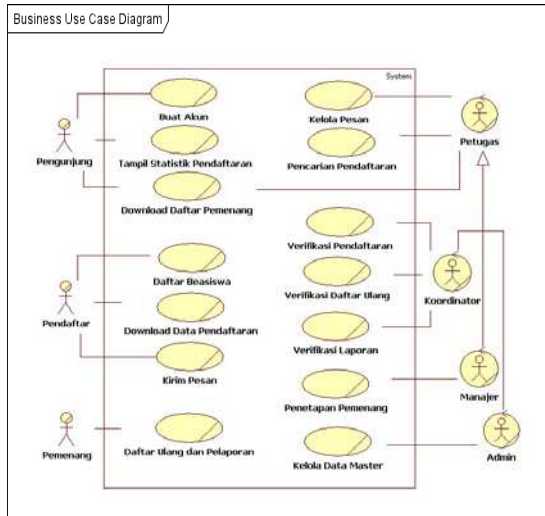 Business Use Case Diagram
System
Buat Akun
Kelola Pesan
Pengunjung
Petugas
Tampil Statistik Pendaftaran
Pencarian Pendaftaran
Download Daftar Pemenang
Verifikasi Pendaftaran
Daftar Beasiswa
Verifikasi Daftar Ulang
Koordinator
Pendaftar
Download Data Pendaftaran
Verifikasi Laporan
Kirim Pesan
Manajer
Penetapan Pemenang
Pemenang
Daftar Ulang dan Pelaporan
Kelola Data Master
Admin